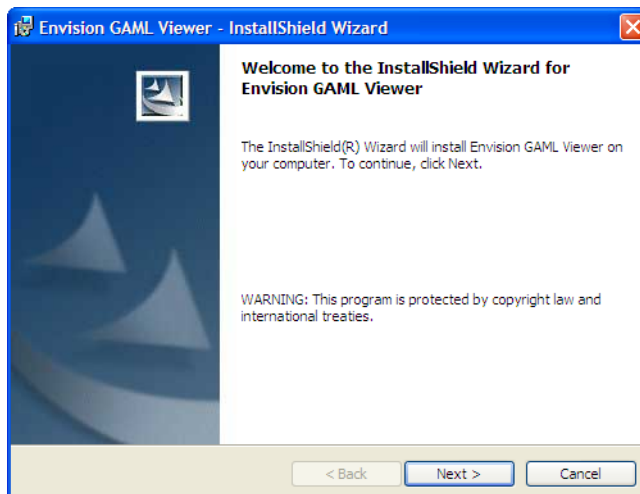 Envision GAML Viewer - InstallShield Wizard
Welcome to the InstallShield Wizard for
Envision GAML Viewer
The InstallShield(R) Wizard will install Envision GAML Viewer on
your computer. To continue, click Next.
WARNING: This program is protected by copyright law and
international treaties.
< Back
Next >
Cancel